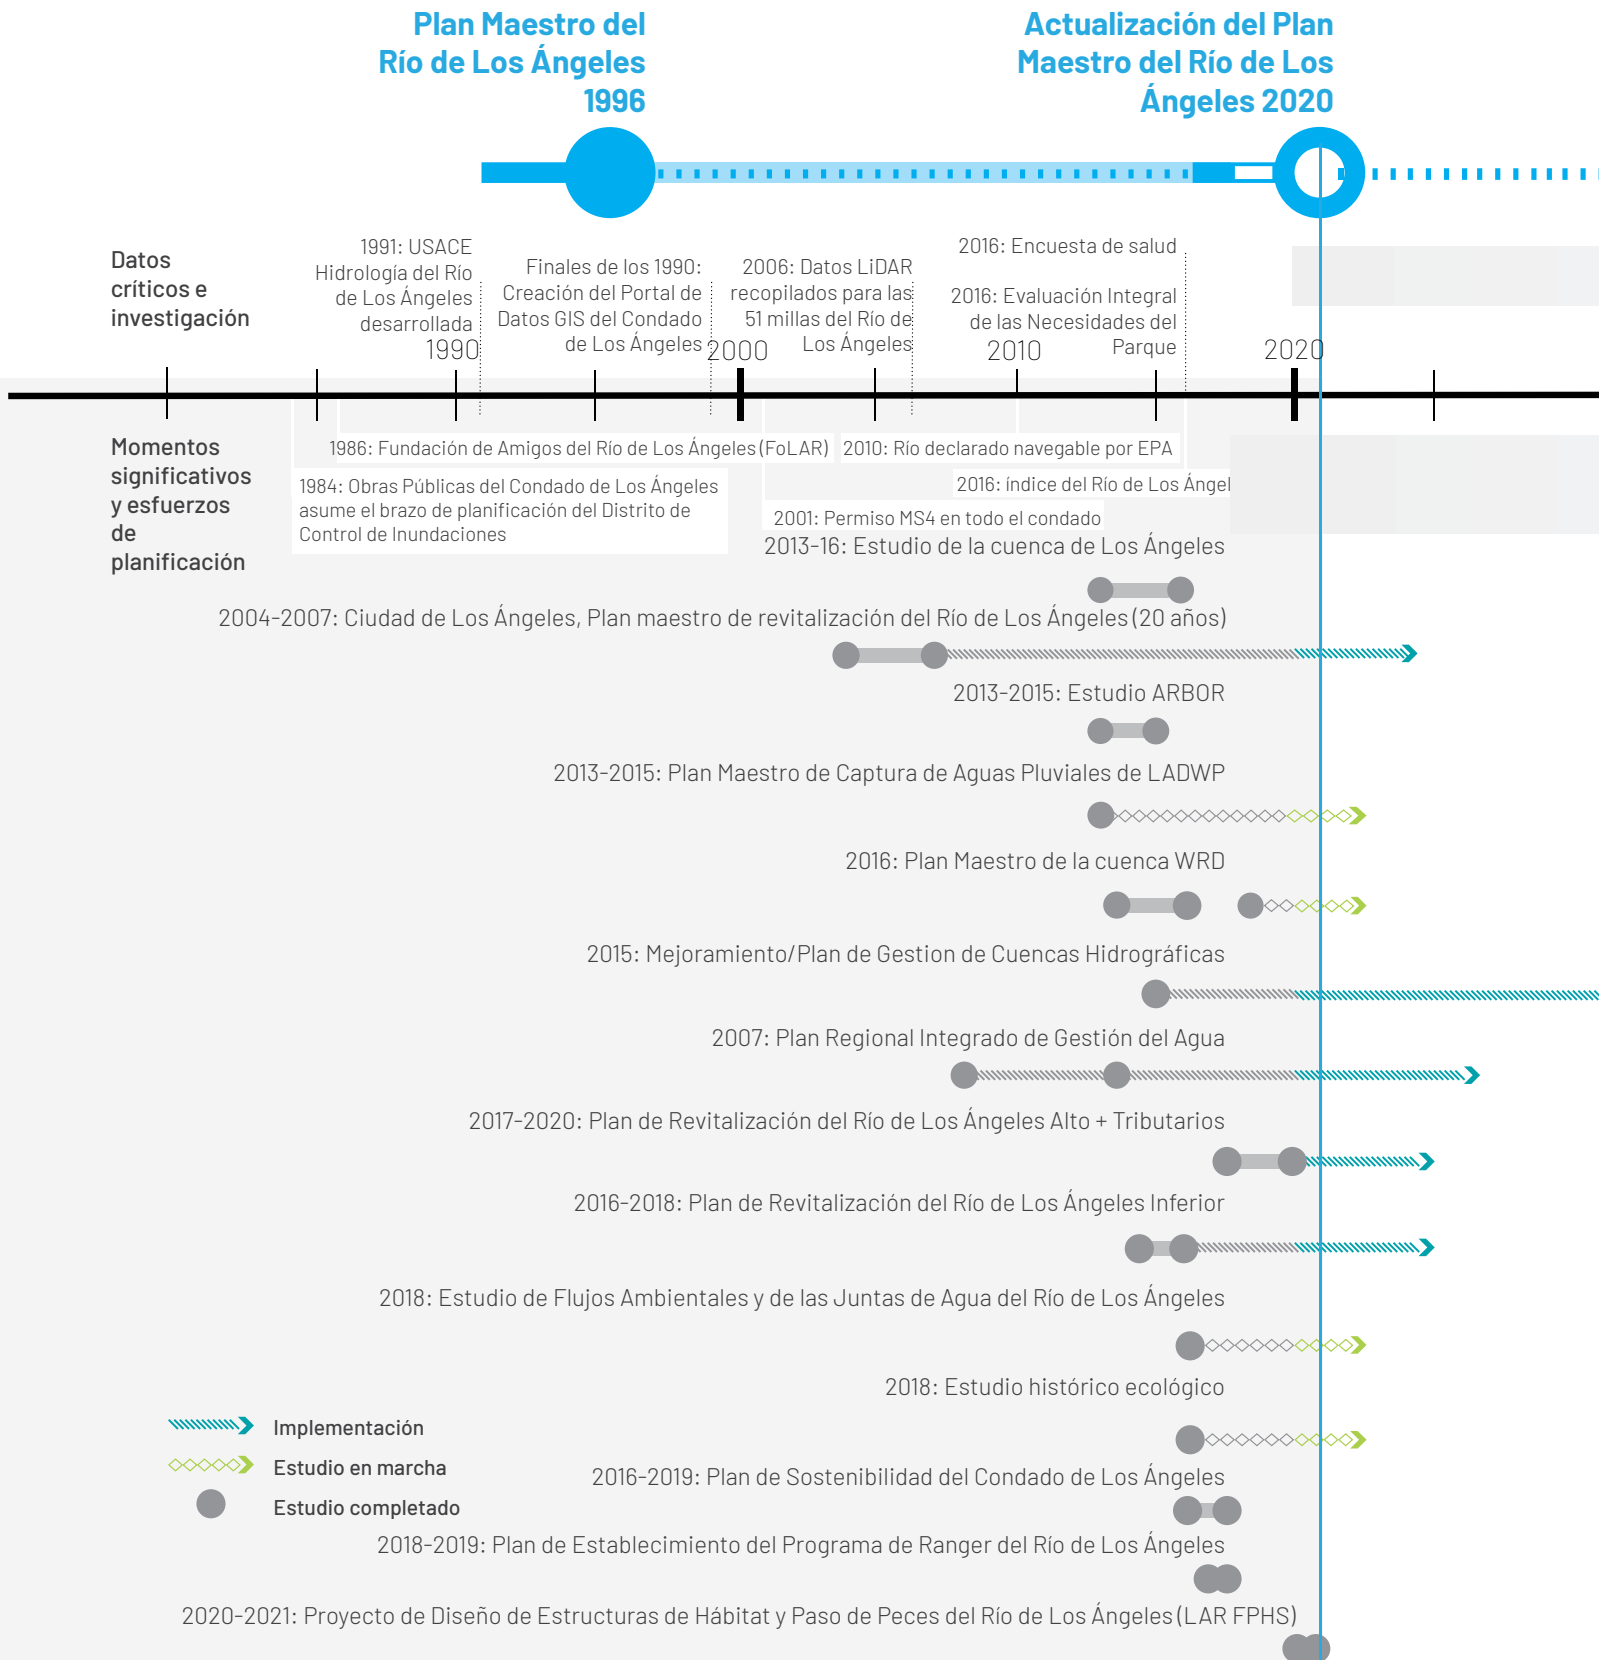 Plan Maestro del
Río de Los Ángeles
1996
Actualización del Plan
Maestro del Río de Los
Ángeles 2020
Datos
críticos e
investigación
1991: USACE
Hidrología del Río
de Los Ángeles
desarrollada
Finales de los 1990:
Creación del Portal de
Datos GIS del Condado
de Los Ángeles
2006: Datos LiDAR
recopilados para las
51 millas del Río de
Los Ángeles
2016: Encuesta de salud
2016: Evaluación Integral
de las Necesidades del
Parque
1990
2000
2010
2020
Momentos
significativos
y esfuerzos
de
planificación
1986: Fundación de Amigos del Río de Los Ángeles (FoLAR)
2010: Río declarado navegable por EPA
1984: Obras Públicas del Condado de Los Ángeles
asume el brazo de planificación del Distrito de
Control de Inundaciones
2016: índice del Río de Los Ángel
2001: Permiso MS4 en todo el condado
2013-16: Estudio de la cuenca de Los Ángeles
2004-2007: Ciudad de Los Ángeles, Plan maestro de revitalización del Río de Los Ángeles (20 años)
2013-2015: Estudio ARBOR
2013-2015: Plan Maestro de Captura de Aguas Pluviales de LADWP
2016: Plan Maestro de la cuenca WRD
2015: Mejoramiento/Plan de Gestion de Cuencas Hidrográficas
2007: Plan Regional Integrado de Gestión del Agua
2017-2020: Plan de Revitalización del Río de Los Ángeles Alto + Tributarios
2016-2018: Plan de Revitalización del Río de Los Ángeles Inferior
2018: Estudio de Flujos Ambientales y de las Juntas de Agua del Río de Los Ángeles
2018: Estudio histórico ecológico
Implementación
Estudio en marcha
Estudio completado
2016-2019: Plan de Sostenibilidad del Condado de Los Ángeles
2018-2019: Plan de Establecimiento del Programa de Ranger del Río de Los Ángeles
2020-2021: Proyecto de Diseño de Estructuras de Hábitat y Paso de Peces del Río de Los Ángeles (LAR FPHS)